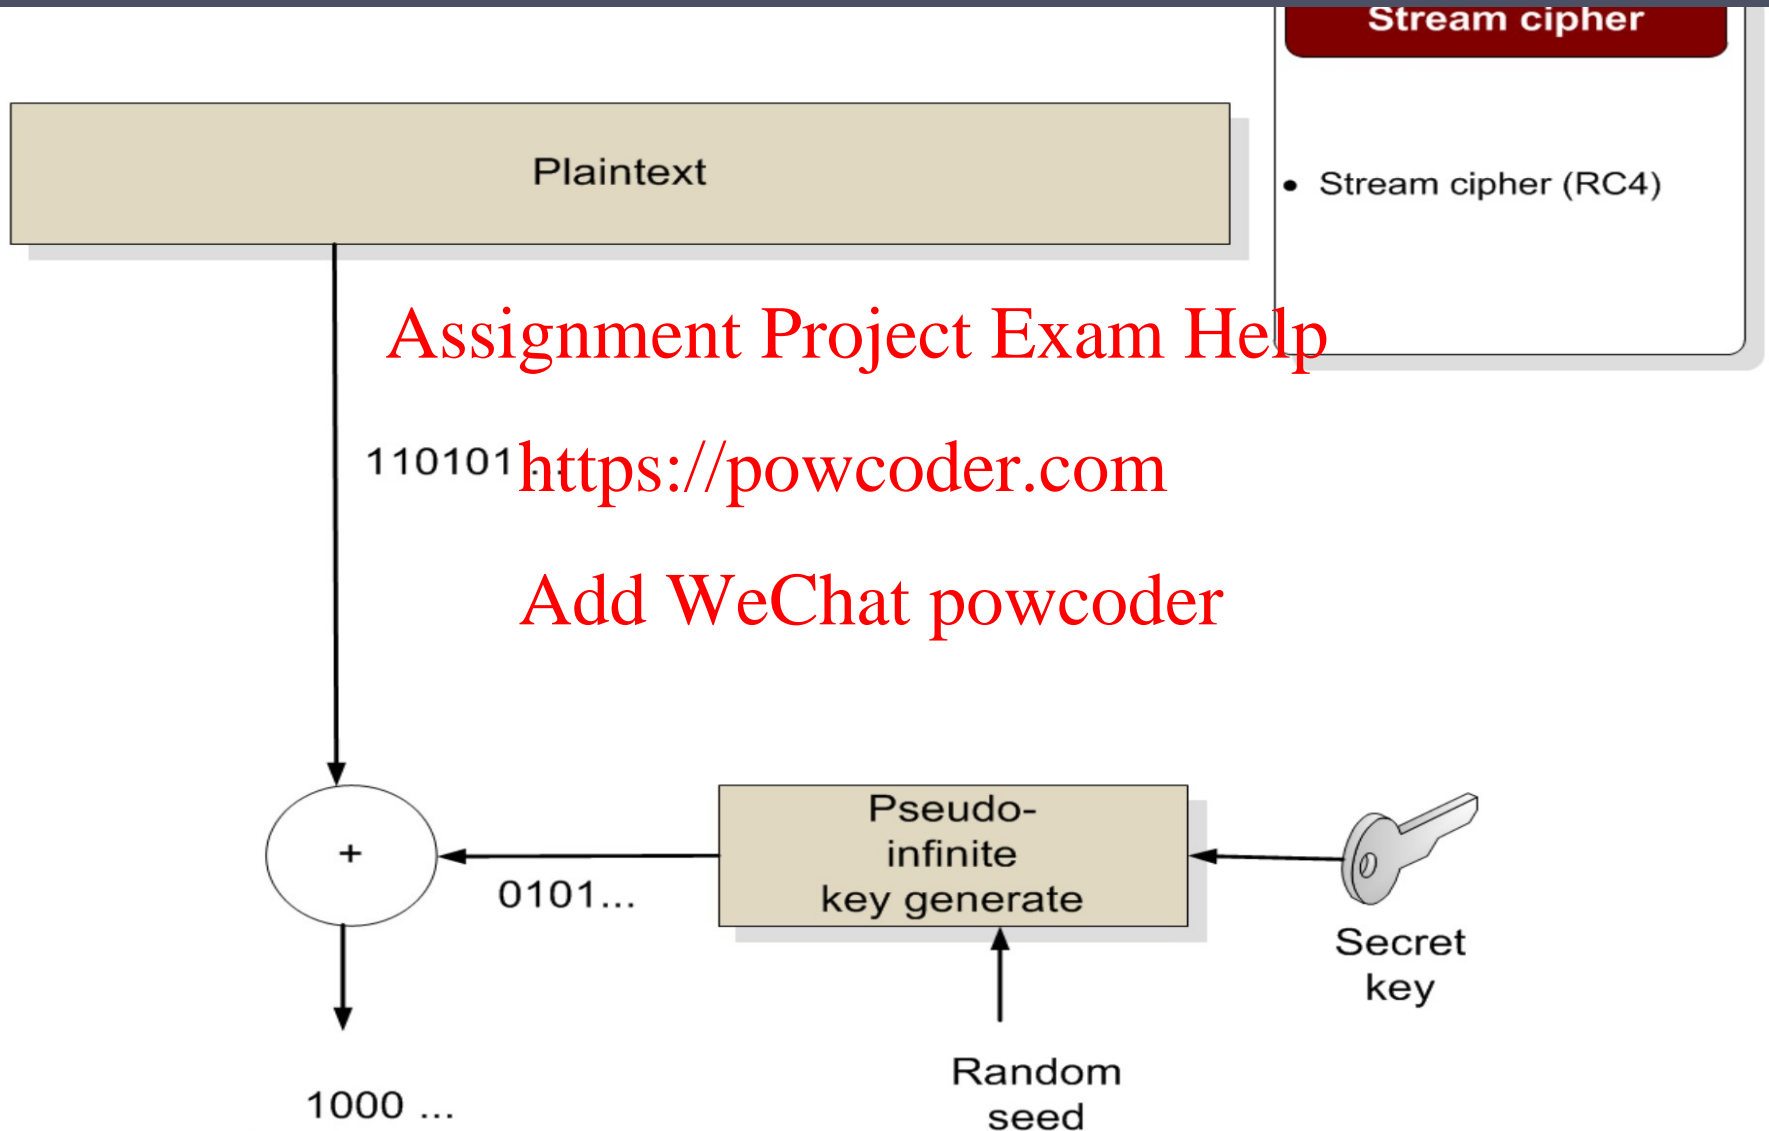 Stream cipher
Plaintext
• Stream cipher (RC4)
Assignment Project Exam Help
110101...
https://powcoder.com
Add WeChat powcoder
+
0101...
Pseudo-
infinite
key generate
Secret
key
1000 ...
Random
seed